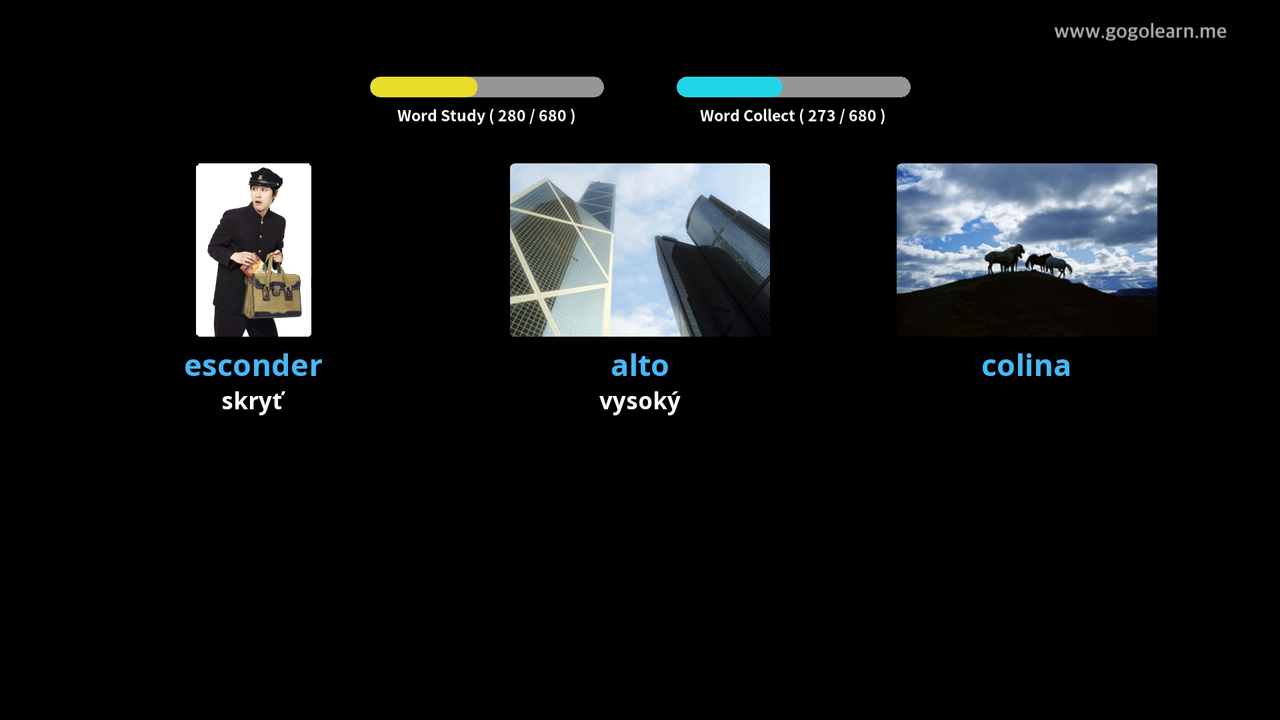 www.gogolearn.me
Word Study ( 280 / 680 )
Word Collect ( 273 / 680 )
esconder
skryť
alto
vysoký
colina